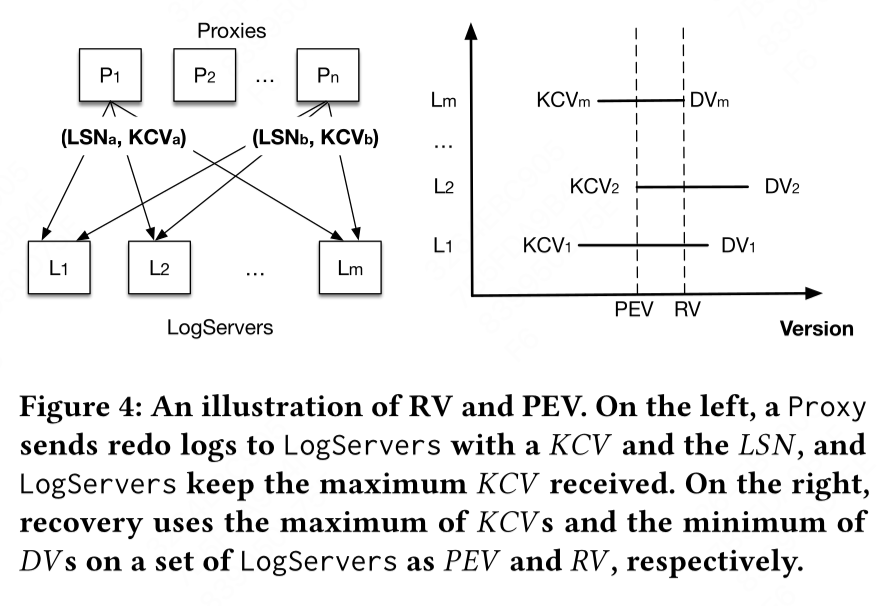 Proxies
P1 P2 ... Pn
(LSNa, KCVa) (LSNb, KCVb)
L1 L2 ... Lm
LogServers
Lm KCVm DVm
...
L2 KCV2 DV2
L1 KCV1 DV1
PEV RV
Version
Figure 4: An illustration of RV and PEV. On the left, a Proxy
sends redo logs to LogServers with a KCV and the LSN, and
LogServers keep the maximum KCV received. On the right,
recovery uses the maximum of KCVs and the minimum of
DVs on a set of LogServers as PEV and RV, respectively.